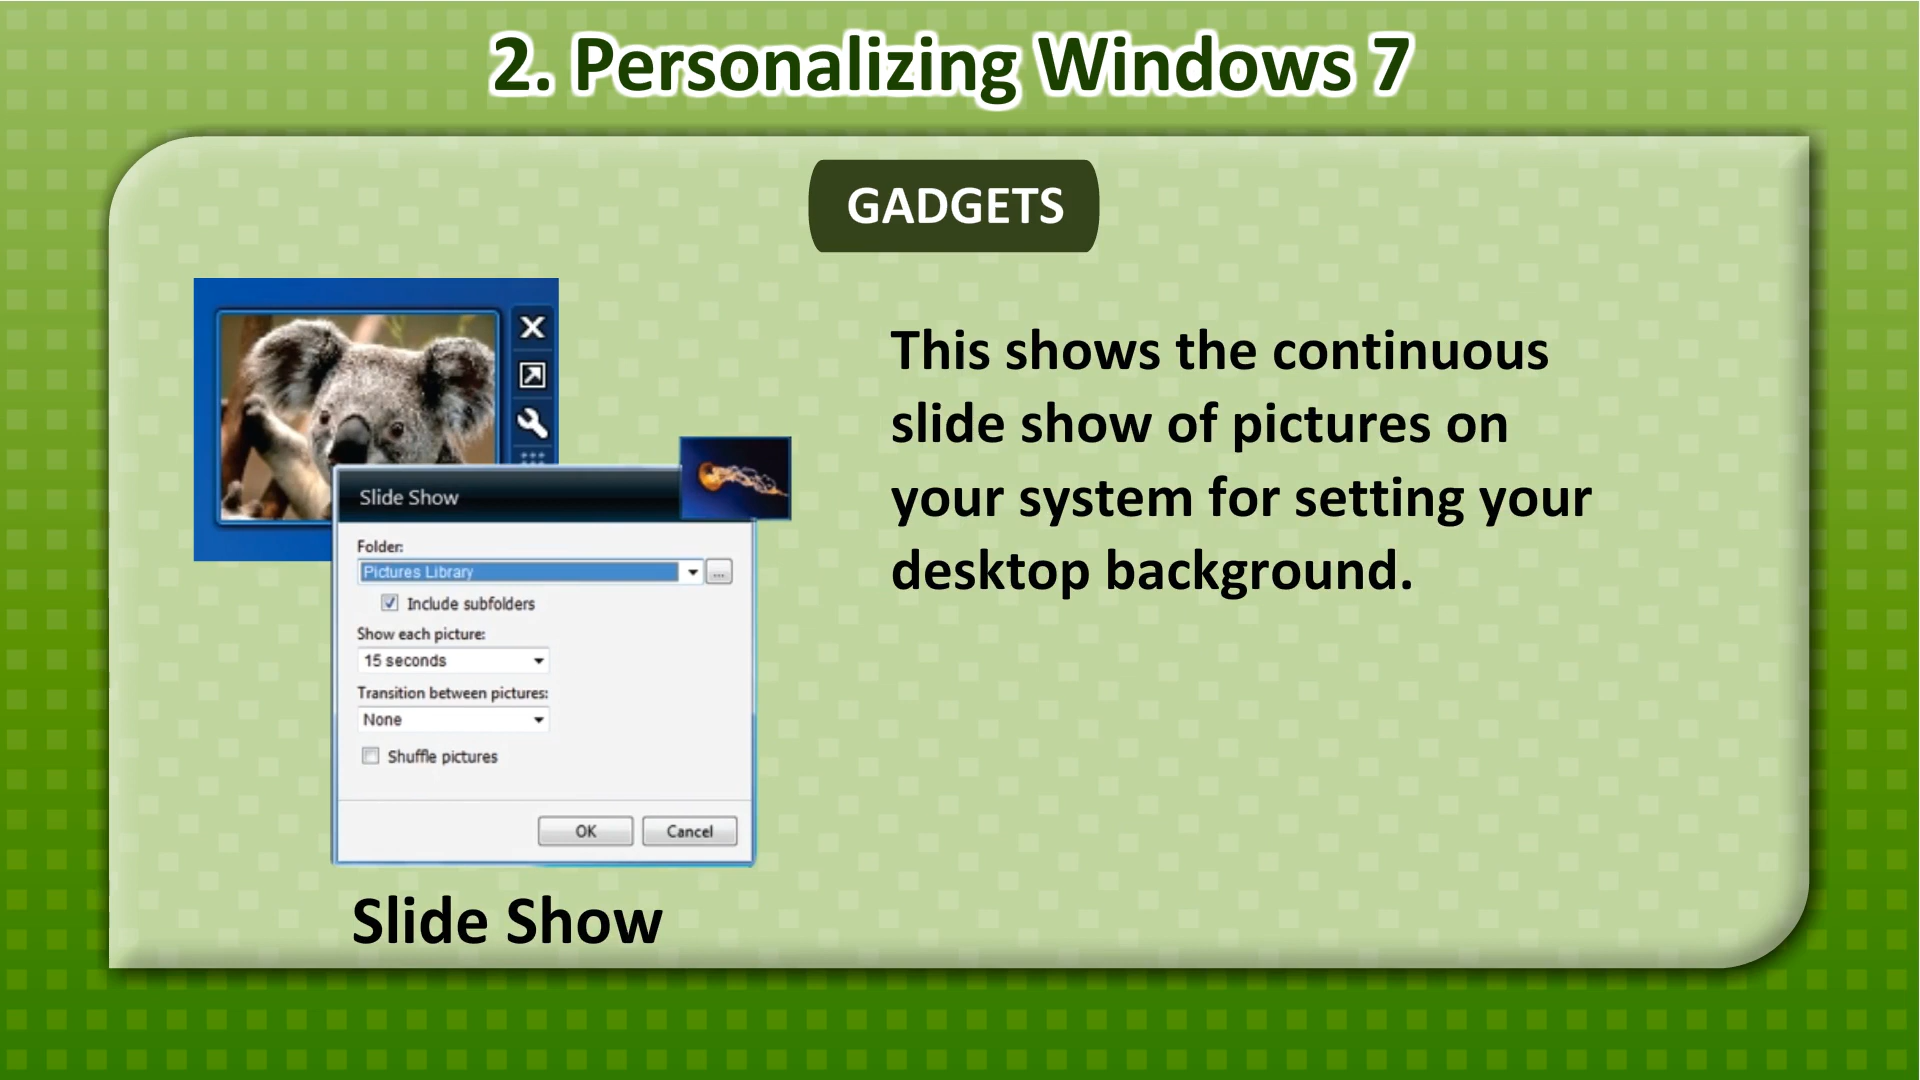 2. Personalizing Windows 7
GADGETS
This shows the continuous
slide show of pictures on
your system for setting your
desktop background.
Slide Show
Folder:
Pictures Library
...
Include subfolders
Show each picture:
15 seconds
Transition between pictures:
None
Shuffle pictures
OK Cancel
Slide Show